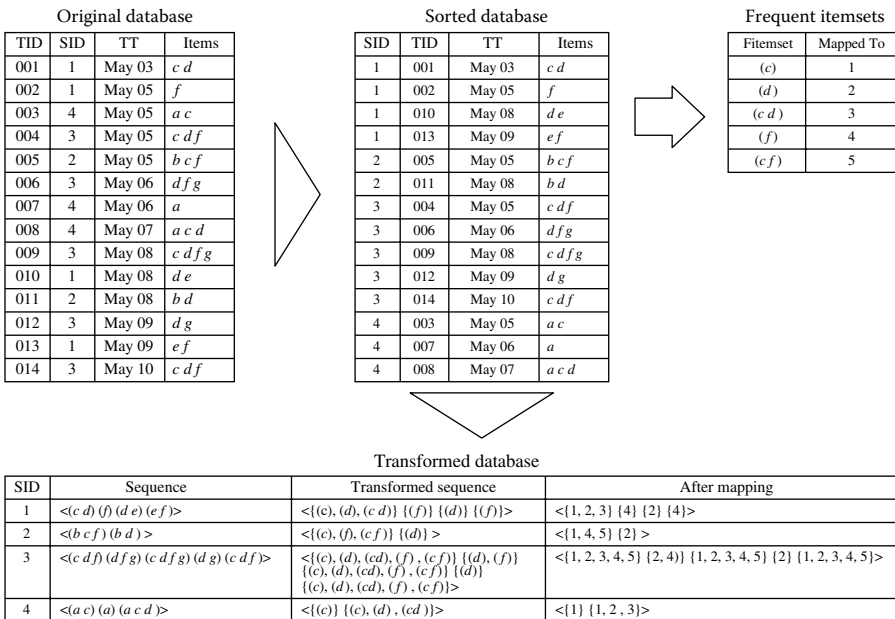 Original database
TID SID TT Items
001 1 May 03 c d
002 1 May 05 f
003 4 May 05 a c
004 3 May 05 c d f
005 2 May 05 b c f
006 3 May 06 d f g
007 4 May 06 a
008 4 May 07 a c d
009 3 May 08 c d f g
010 1 May 08 d e
011 2 May 08 b d
012 3 May 09 d g
013 1 May 09 e f
014 3 May 10 c d f
Sorted database
SID TID TT Items
1 001 May 03 c d
1 002 May 05 f
1 010 May 08 d e
1 013 May 09 e f
2 005 May 05 b c f
2 011 May 08 b d
3 004 May 05 c d f
3 006 May 06 d f g
3 009 May 08 c d f g
3 012 May 09 d g
3 014 May 10 c d f
4 003 May 05 a c
4 007 May 06 a
4 008 May 07 a c d
Frequent itemsets
Fitemset Mapped To
(c) 1
(d) 2
(c d) 3
(f) 4
(c f) 5
Transformed database
SID Sequence Transformed sequence After mapping
1 <(c d) (f) (d e) (e f)> <{(c), (d), (c d)} {(f)} {(d)} {(f)}> <{1, 2, 3} {4} {2} {4}>
2 <(b c f) (b d) > <{(c), (f), (c f)} {(d)} > <{1, 4, 5} {2} >
3 <(c d f) (d f g) (c d f g) (d g) (c d f)> <{(c), (d), (cd), (f) , (c f)} {(d), (f)} <{1, 2, 3, 4, 5} {2, 4)} {1, 2, 3, 4, 5} {2} {1, 2, 3, 4, 5}>
{(c), (d), (cd), (f) , (c f)} {(d)}
{(c), (d), (cd), (f) , (c f)}>
4 <(a c) (a) (a c d )> <{(c)} {(c), (d) , (cd )}> <{1} {1, 2 , 3}>